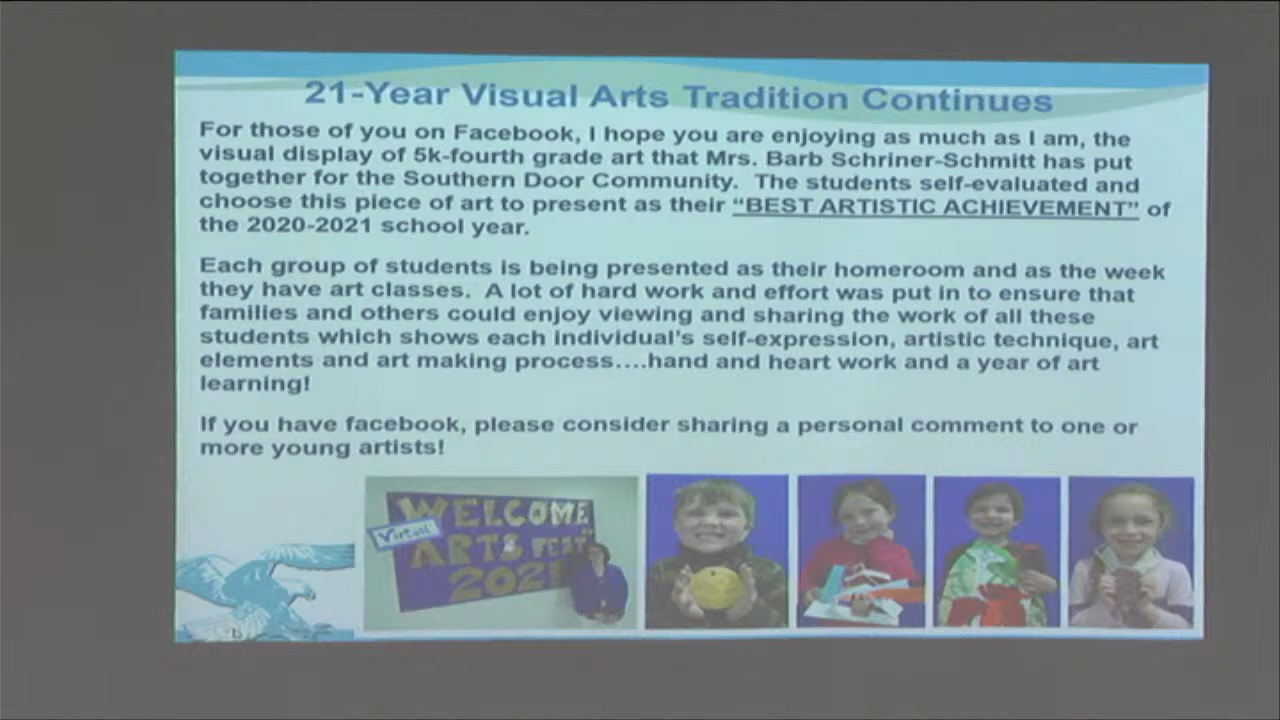 21-Year Visual Arts Tradition Continues
For those of you on Facebook, I hope you are enjoying as much as I am, the
visual display of 5k-fourth grade art that Mrs. Barb Schriner-Schmitt has put
together for the Southern Door Community.  The students self-evaluated and
choose this piece of art to present as their “BEST ARTISTIC ACHIEVEMENT” of
the 2020-2021 school year.
Each group of students is being presented as their homeroom and as the week
they have art classes.  A lot of hard work and effort was put in to ensure that
families and others could enjoy viewing and sharing the work of all these
students which shows each individual’s self-expression, artistic technique, art
elements and art making process….hand and heart work and a year of art
learning!
If you have facebook, please consider sharing a personal comment to one or
more young artists!
WELCOME
Virtual
ARTS FEST
2021